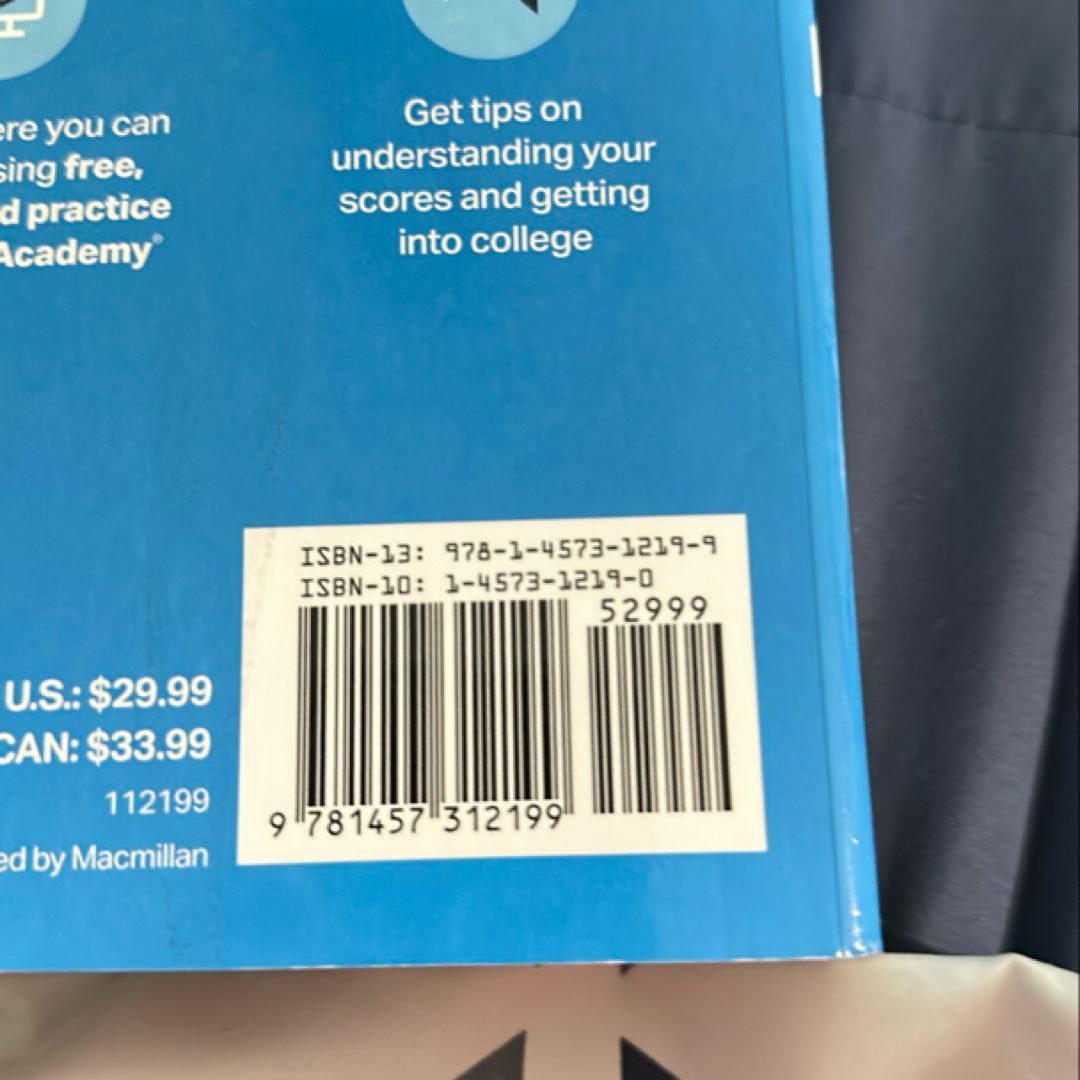 ere you can
sing free,
d practice
Academy®
Get tips on
understanding your
scores and getting
into college
ISBN-13: 978-1-4573-1219-9
ISBN-10: 1-4573-1219-0
52999
9 781457 312199
U.S.: $29.99
CAN: $33.99
112199
ed by Macmillan